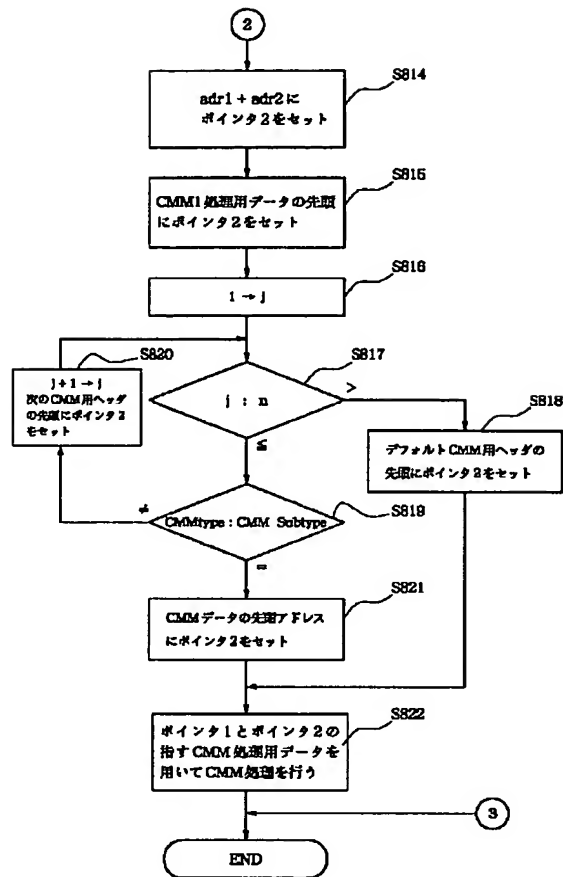 2
S814
adr1 + adr2に
ポインタ2をセット
S815
CMM1処理用データの先頭
にポインタ2をセット
S816
1 → j
S820
j + 1 → j
次のCMM用ヘッダ
の先頭にポインタ2
をセット
S817
j : n
>
≦
S818
デフォルトCMM用ヘッダの
先頭にポインタ2をセット
≠
CMMtype : CMM Subtype
S819
=
S821
CMMデータの先頭アドレス
にポインタ2をセット
S822
ポインタ1とポインタ2の
指すCMM処理用データを
用いてCMM処理を行う
3
END